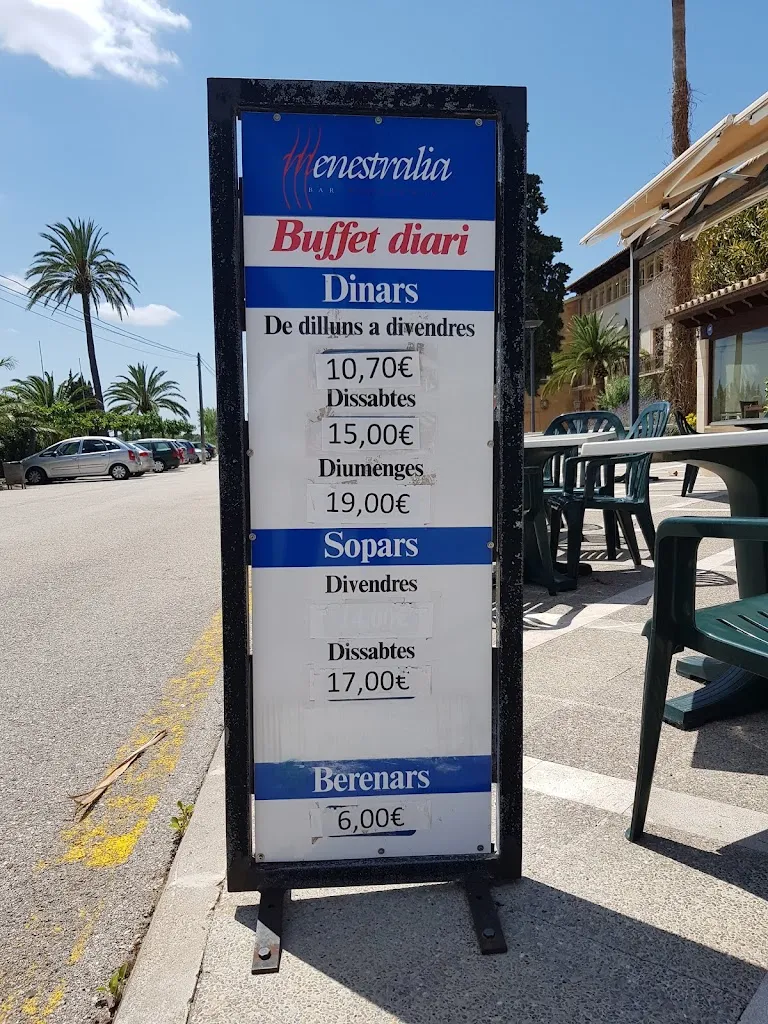 Menestralia
BAR
Buffet diari
Dinars
De dilluns a divendres
10,70€
Dissabtes
15,00€
Diumenges
19,00€
Sopars
Divendres
Dissabtes
17,00€
Berenars
6,00€